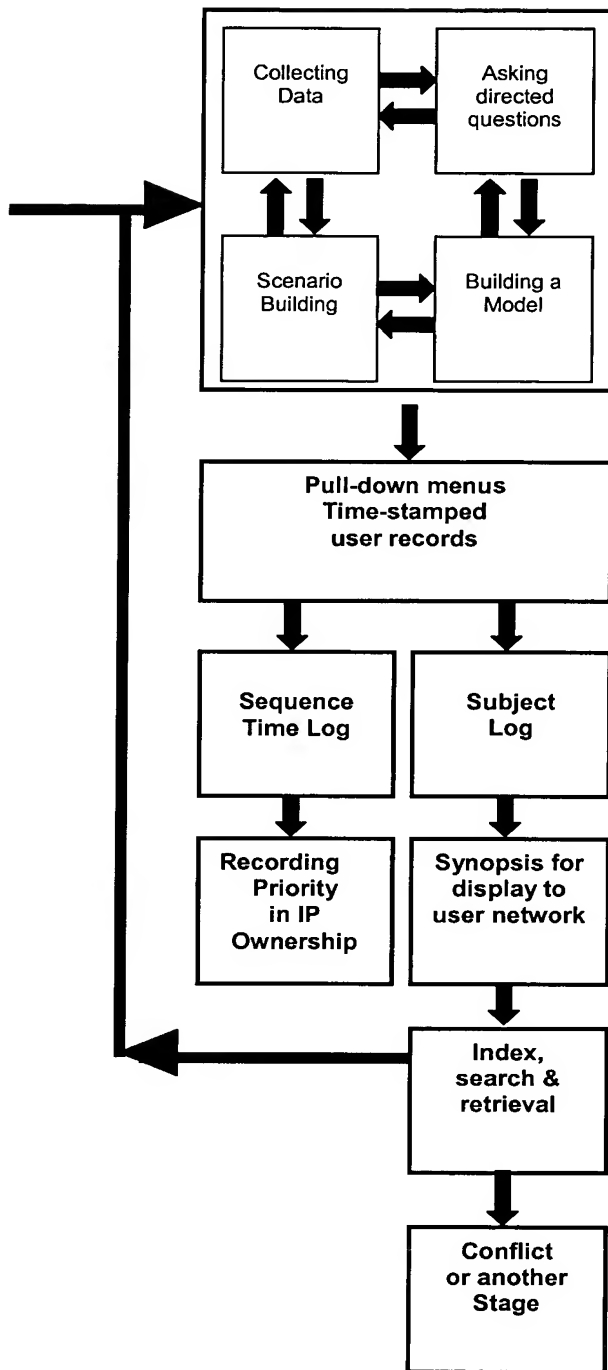 Collecting
Data
Asking
directed
questions
Scenario
Building
Building a
Model
Pull-down menus
Time-stamped
user records
Sequence
Time Log
Subject
Log
Recording
Priority
in IP
Ownership
Synopsis for
display to
user network
Index,
search &
retrieval
Conflict
or another
Stage